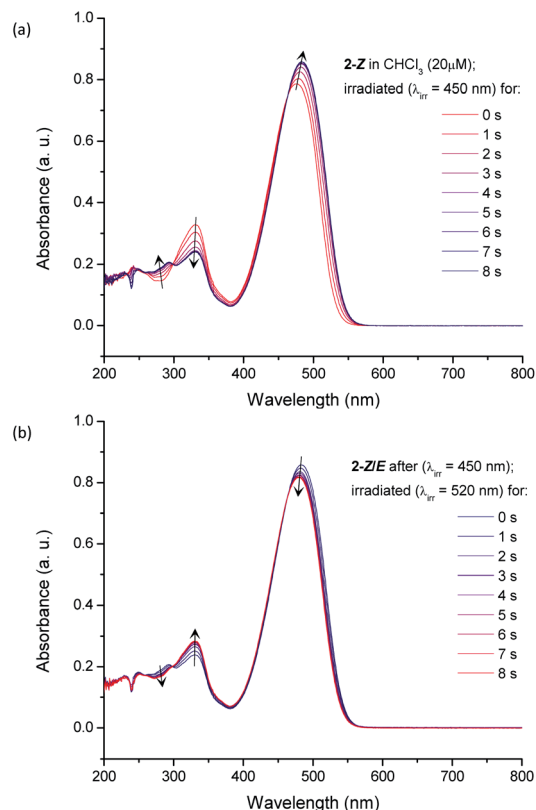 (a)
1.0
0.8
0.6
0.4
0.2
0.0
Absorbance (a. u.)
200 300 400 500 600 700 800
Wavelength (nm)
2-Z in CHCl₃ (20μM);
irradiated (λirr = 450 nm) for:
0 s
1 s
2 s
3 s
4 s
5 s
6 s
7 s
8 s
(b)
1.0
0.8
0.6
0.4
0.2
0.0
Absorbance (a. u.)
200 300 400 500 600 700 800
Wavelength (nm)
2-Z/E after (λirr = 450 nm);
irradiated (λirr = 520 nm) for:
0 s
1 s
2 s
3 s
4 s
5 s
6 s
7 s
8 s